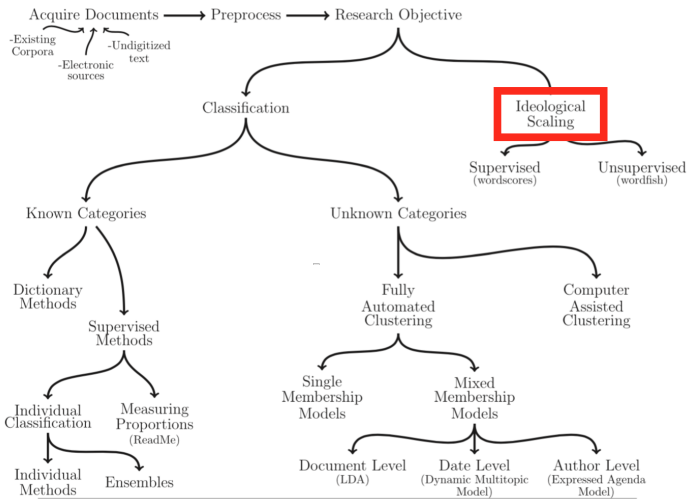 Acquire Documents
Preprocess
Research Objective
-Existing
Corpora
-Undigitized
text
-Electronic
sources
Classification
Ideological
Scaling
Supervised
(wordscores)
Unsupervised
(wordfish)
Known Categories
Unknown Categories
Dictionary
Methods
Supervised
Methods
Fully
Automated
Clustering
Computer
Assisted
Clustering
Individual
Classification
Measuring
Proportions
(ReadMe)
Single
Membership
Models
Mixed
Membership
Models
Individual
Methods
Ensembles
Document Level
(LDA)
Date Level
(Dynamic Multitopic
Model)
Author Level
(Expressed Agenda
Model)